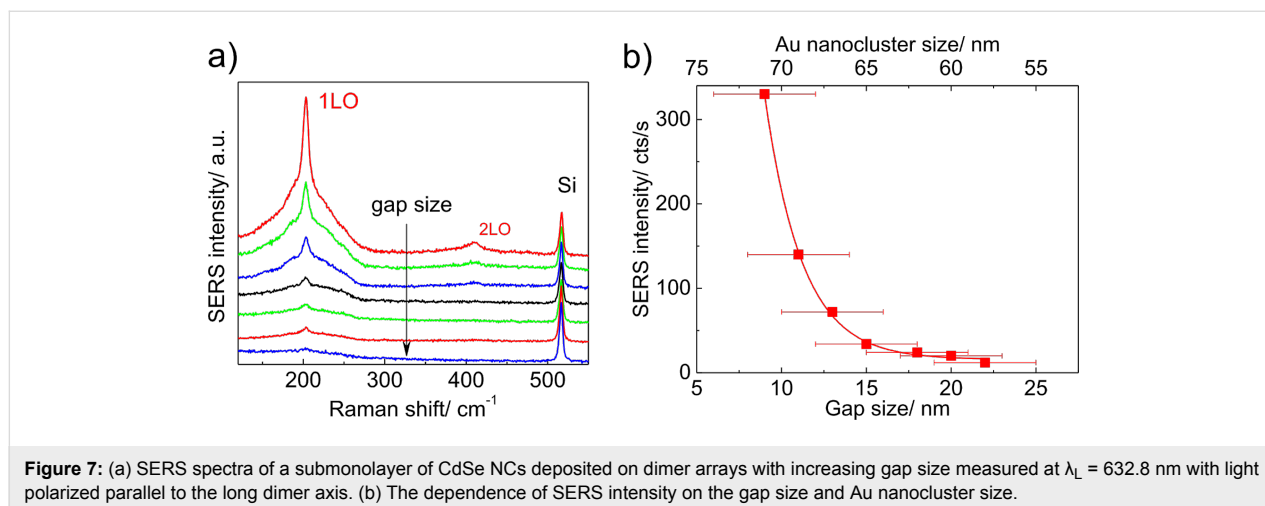 a)
1LO
gap size
2LO
Si
SERS intensity/ a.u.
200 300 400 500
Raman shift/ cm⁻¹
b)
Au nanocluster size/ nm
75 70 65 60 55
SERS intensity/ cts/s
300
200
100
0
5 10 15 20 25
Gap size/ nm
Figure 7: (a) SERS spectra of a submonolayer of CdSe NCs deposited on dimer arrays with increasing gap size measured at λL = 632.8 nm with light
polarized parallel to the long dimer axis. (b) The dependence of SERS intensity on the gap size and Au nanocluster size.